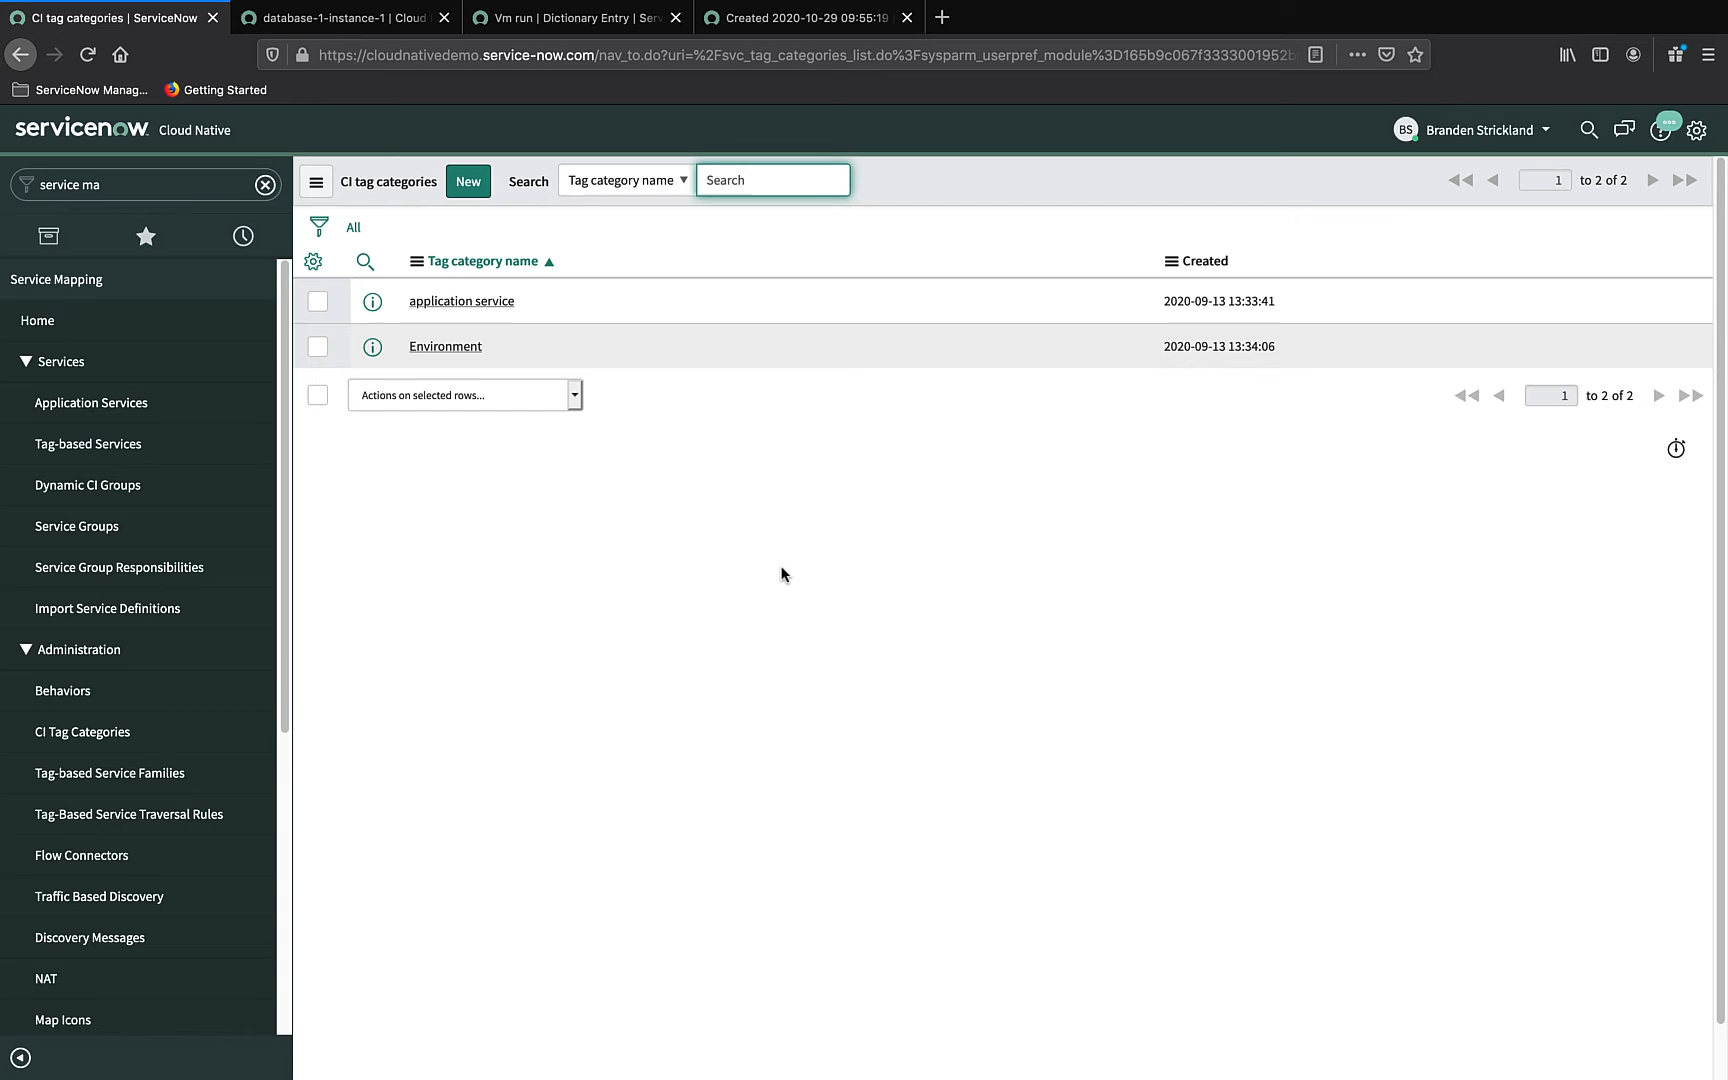 CI tag categories | ServiceNow
database-1-instance-1 | Cloud
Vm run | Dictionary Entry | Serv
Created 2020-10-29 09:55:19
https://cloudnativedemo.service-now.com/nav_to.do?uri=%2Fsvc_tag_categories_list.do%3Fsysparm_userpref_module%3D165b9c067f3333001952b
ServiceNow Manag...
Getting Started
servicenow Cloud Native
BS Branden Strickland
service ma
CI tag categories New Search Tag category name Search 1 to 2 of 2
All
Tag category name Created
application service 2020-09-13 13:33:41
Environment 2020-09-13 13:34:06
Actions on selected rows... 1 to 2 of 2
Service Mapping
Home
Services
Application Services
Tag-based Services
Dynamic CI Groups
Service Groups
Service Group Responsibilities
Import Service Definitions
Administration
Behaviors
CI Tag Categories
Tag-based Service Families
Tag-Based Service Traversal Rules
Flow Connectors
Traffic Based Discovery
Discovery Messages
NAT
Map Icons